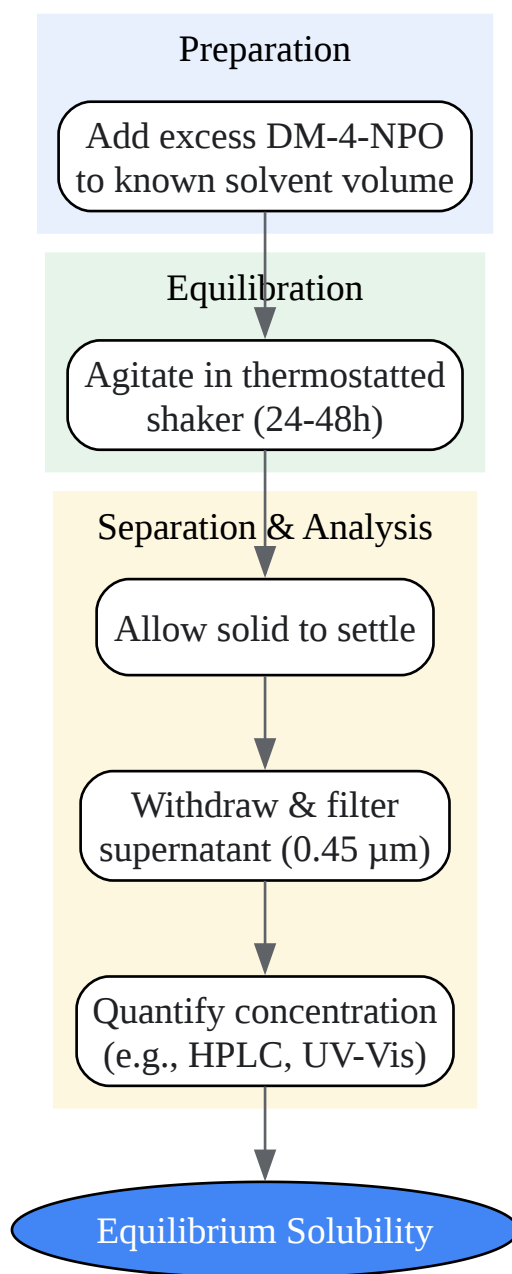 Preparation
Add excess DM-4-NPO
to known solvent volume
Equilibration
Agitate in thermostatted
shaker (24-48h)
Separation & Analysis
Allow solid to settle
Withdraw & filter
supernatant (0.45 µm)
Quantify concentration
(e.g., HPLC, UV-Vis)
Equilibrium Solubility